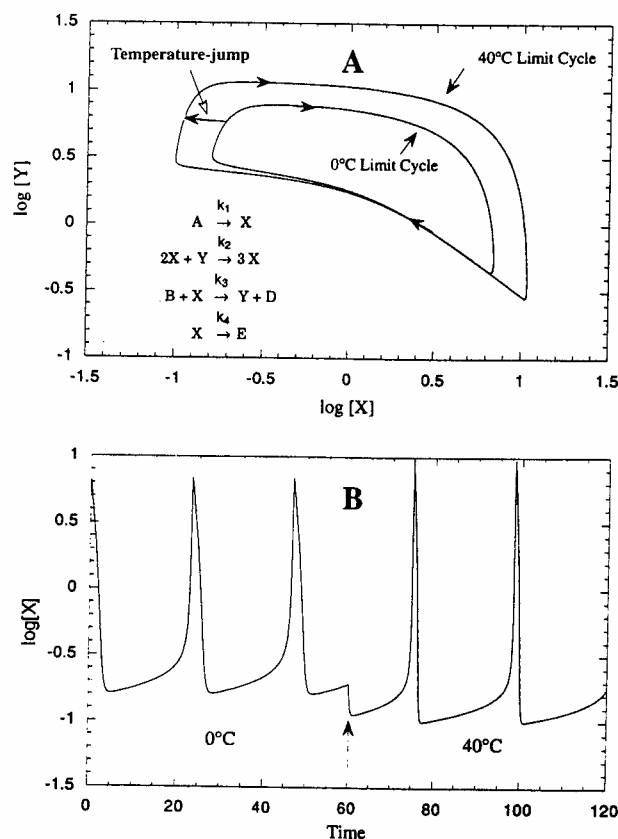 A
Temperature-jump
40°C Limit Cycle
0°C Limit Cycle
log [Y]
1.5
1
0.5
0
-0.5
-1
k1
A → X
k2
2X + Y → 3 X
k3
B + X → Y + D
k4
X → E
-1.5
-1
-0.5
0
0.5
1
1.5
log [X]
B
log[X]
1
0.5
0
-0.5
-1
-1.5
0°C
40°C
0
20
40
60
80
100
120
Time